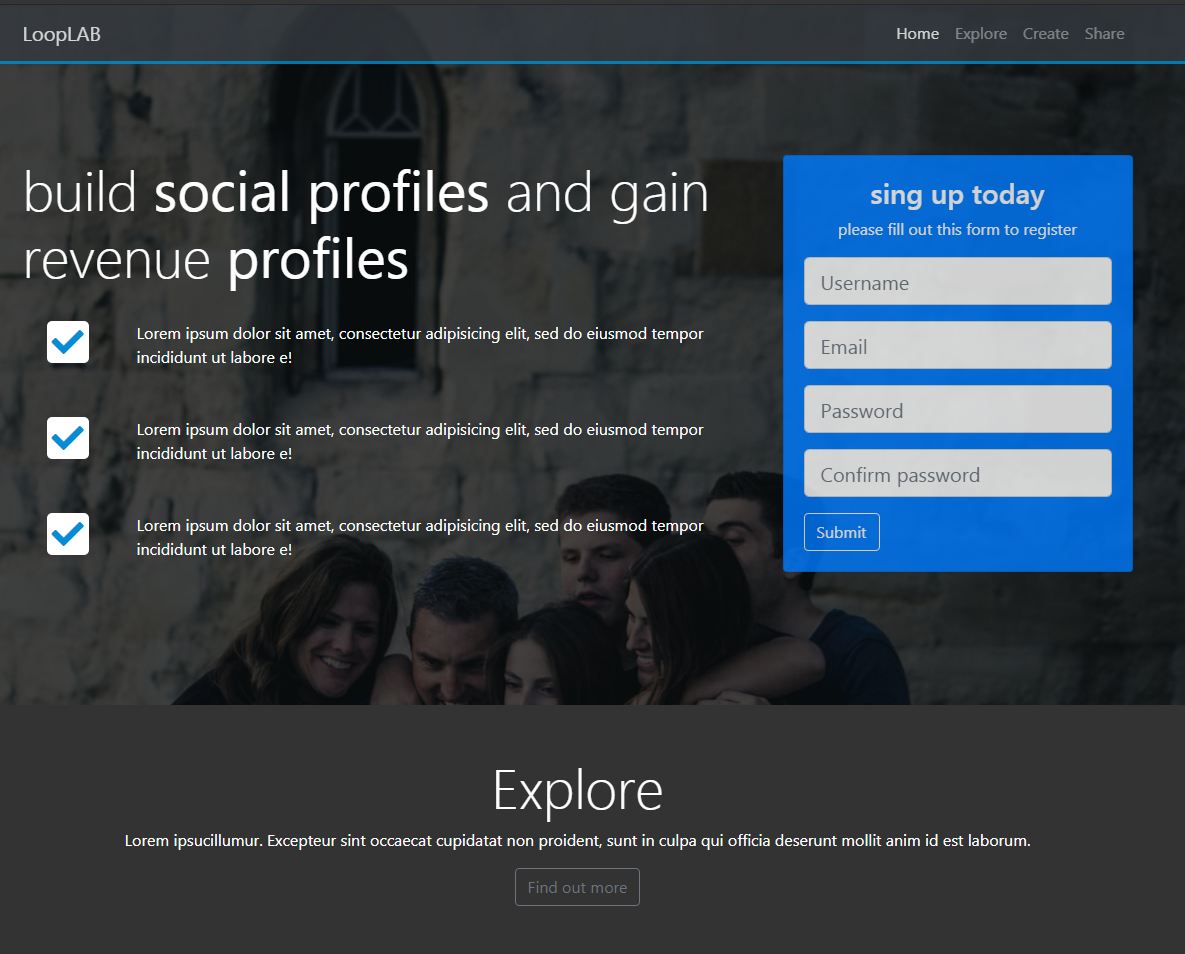 LoopLAB
Home Explore Create Share
build social profiles and gain
revenue profiles
Lorem ipsum dolor sit amet, consectetur adipisicing elit, sed do eiusmod tempor
incididunt ut labore e!
Lorem ipsum dolor sit amet, consectetur adipisicing elit, sed do eiusmod tempor
incididunt ut labore e!
Lorem ipsum dolor sit amet, consectetur adipisicing elit, sed do eiusmod tempor
incididunt ut labore e!
sing up today
please fill out this form to register
Username
Email
Password
Confirm password
Submit
Explore
Lorem ipsucillumur. Excepteur sint occaecat cupidatat non proident, sunt in culpa qui officia deserunt mollit anim id est laborum.
Find out more